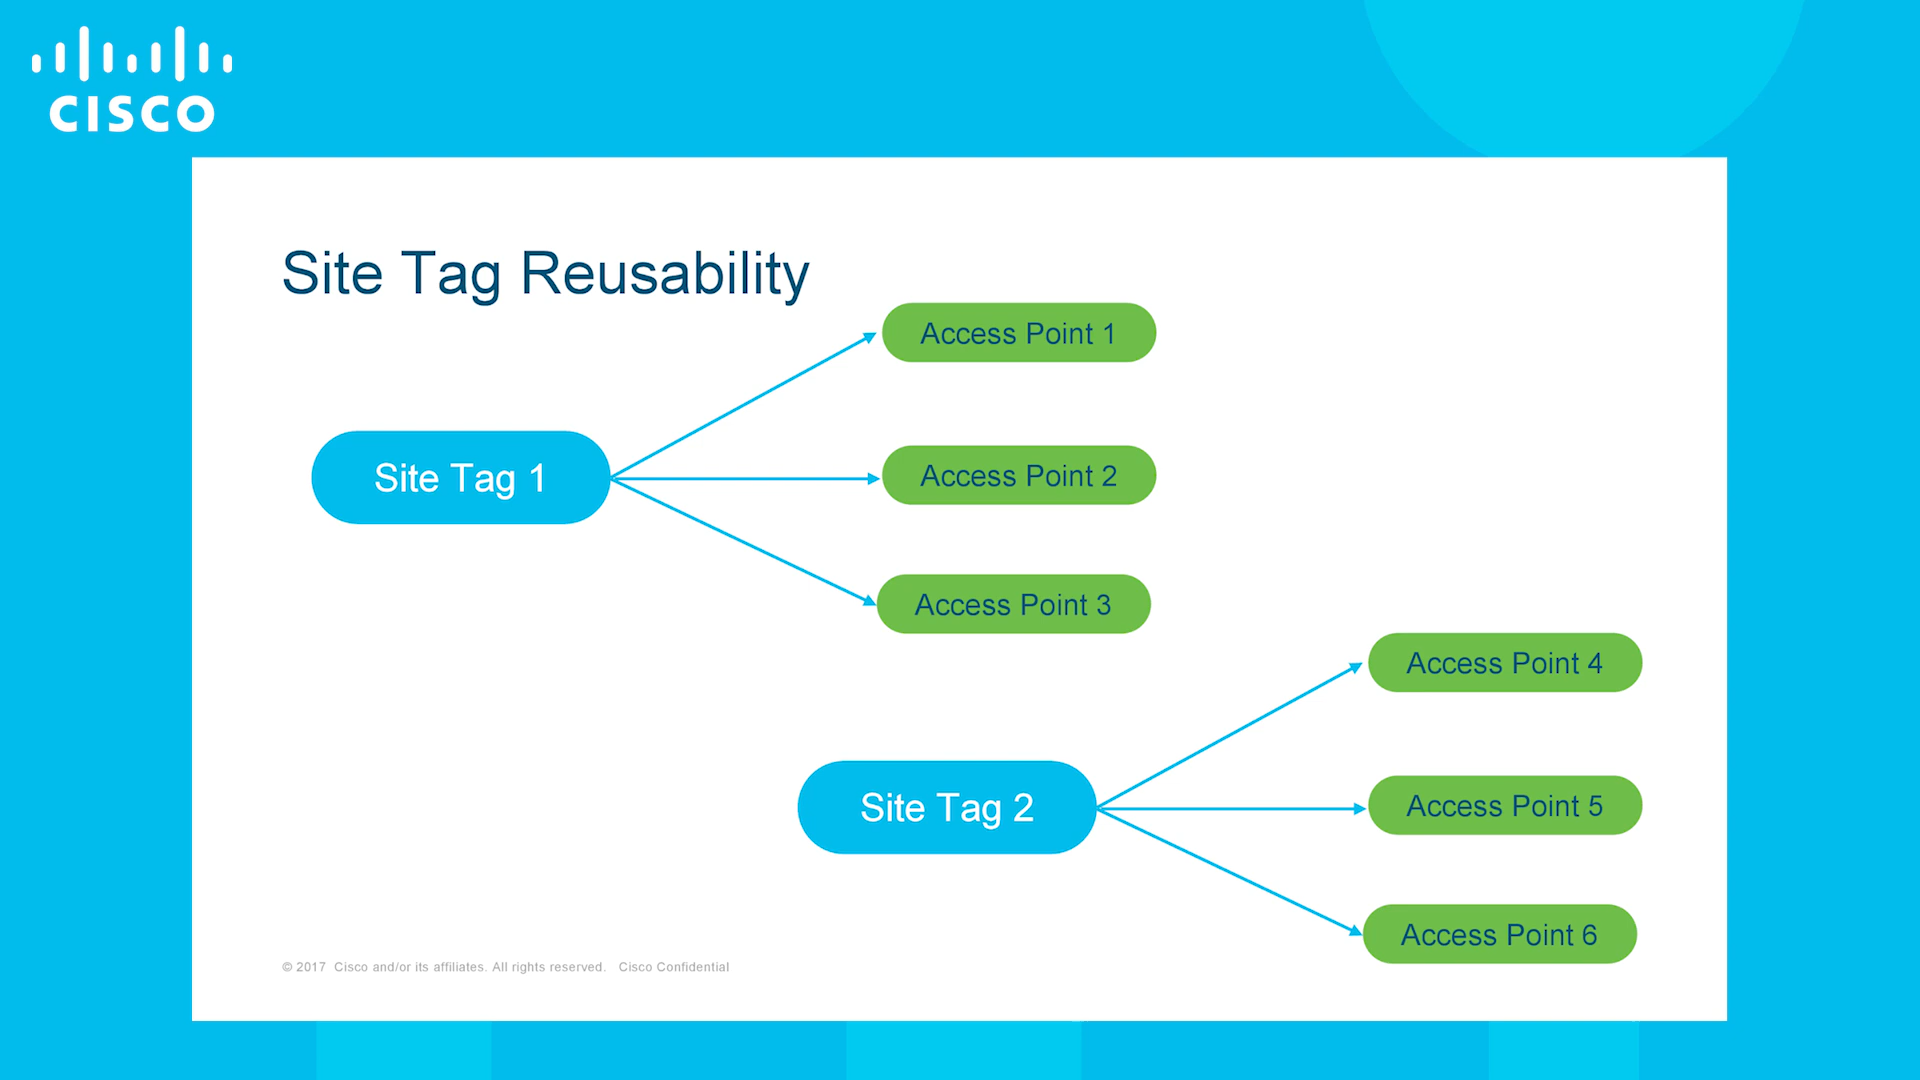 CISCO
Site Tag Reusability
Access Point 1
Site Tag 1
Access Point 2
Access Point 3
Access Point 4
Site Tag 2
Access Point 5
Access Point 6
© 2017 Cisco and/or its affiliates. All rights reserved. Cisco Confidential